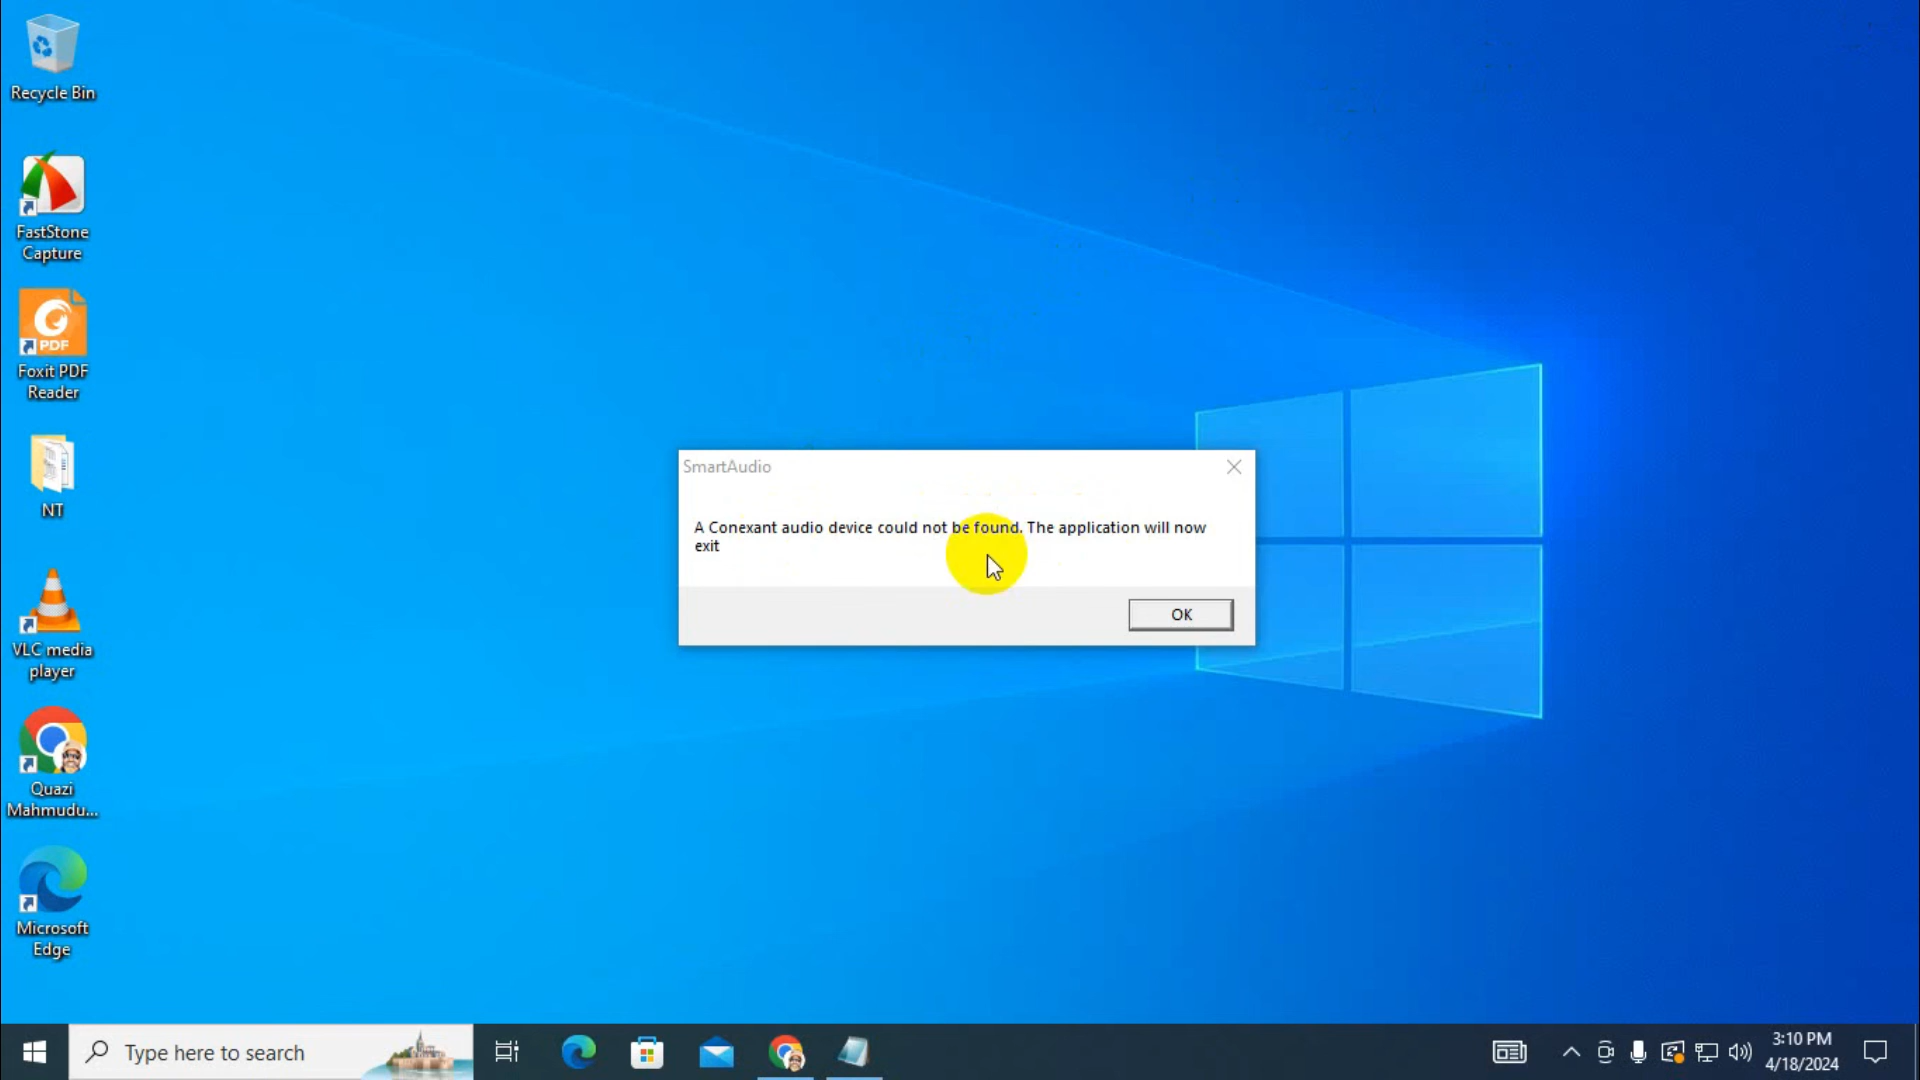 Recycle Bin
FastStone
Capture
PDF
Foxit PDF
Reader
NT
VLC media
player
Quazi
Mahmudu...
Microsoft
Edge
SmartAudio
A Conexant audio device could not be found. The application will now
exit
OK
Type here to search
3:10 PM
4/18/2024